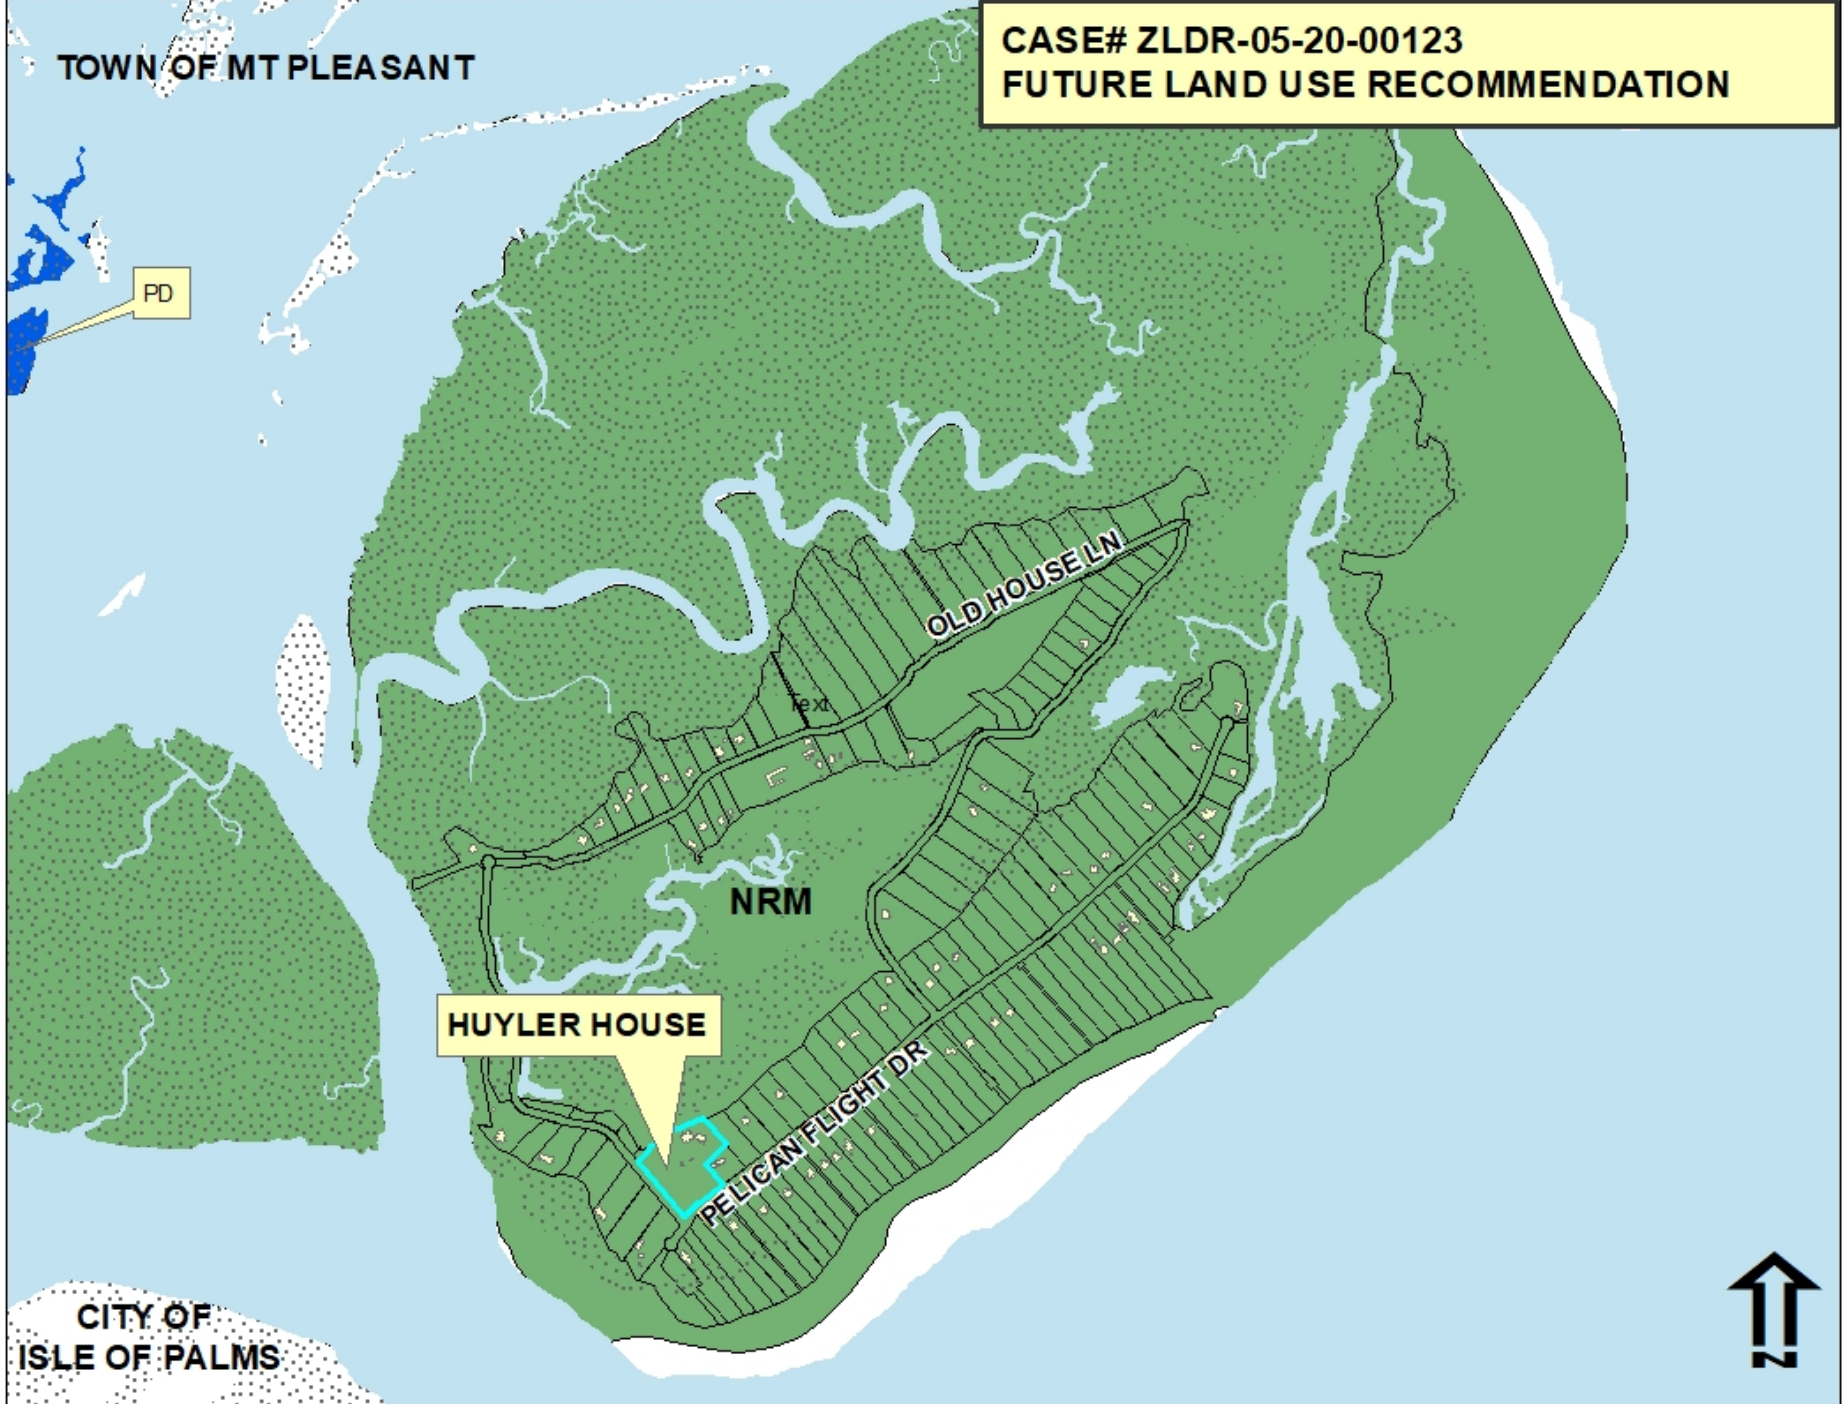 CASE# ZLDR-05-20-00123
FUTURE LAND USE RECOMMENDATION
TOWN OF MT PLEASANT
PD
OLD HOUSE LN
Text
NRM
HUYLER HOUSE
PELICAN FLIGHT DR
CITY OF
ISLE OF PALMS
N